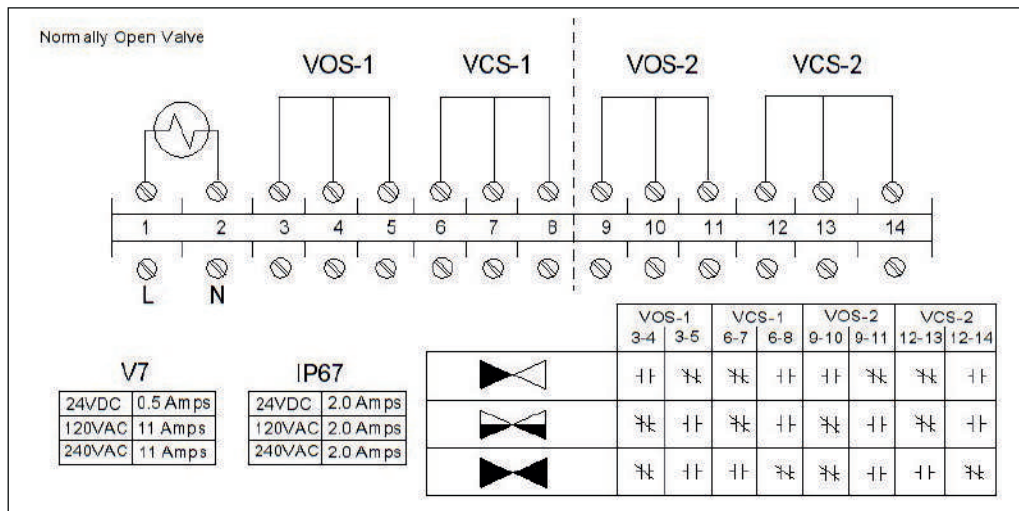 Normally Open Valve
VOS-1 VCS-1 VOS-2 VCS-2
1 2 3 4 5 6 7 8 9 10 11 12 13 14
L N
VOS-1 VCS-1 VOS-2 VCS-2
3-4 3-5 6-7 6-8 9-10 9-11 12-13 12-14
V7
24VDC 0.5 Amps
120VAC 11 Amps
240VAC 11 Amps
IP67
24VDC 2.0 Amps
120VAC 2.0 Amps
240VAC 2.0 Amps